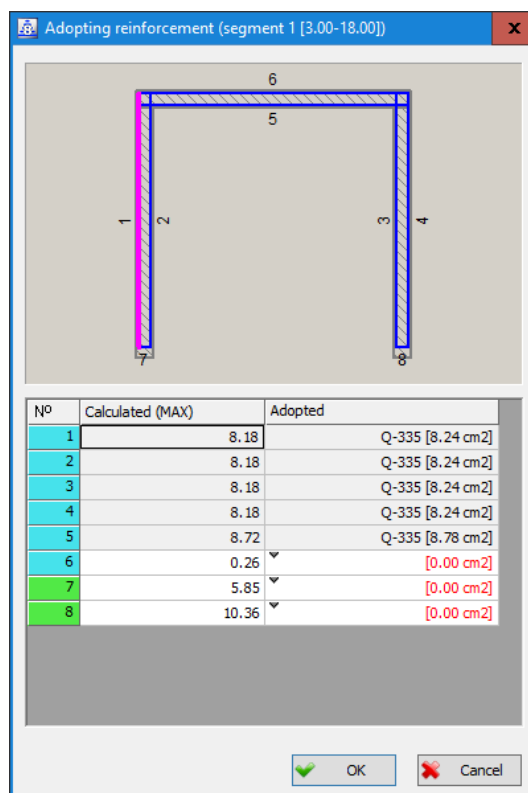 Adopting reinforcement (segment 1 [3.00-18.00])
6
5
1 2 3 4
7 8
Nº Calculated (MAX) Adopted
1 8.18 Q-335 [8.24 cm2]
2 8.18 Q-335 [8.24 cm2]
3 8.18 Q-335 [8.24 cm2]
4 8.18 Q-335 [8.24 cm2]
5 8.72 Q-335 [8.78 cm2]
6 0.26 [0.00 cm2]
7 5.85 [0.00 cm2]
8 10.36 [0.00 cm2]
OK Cancel